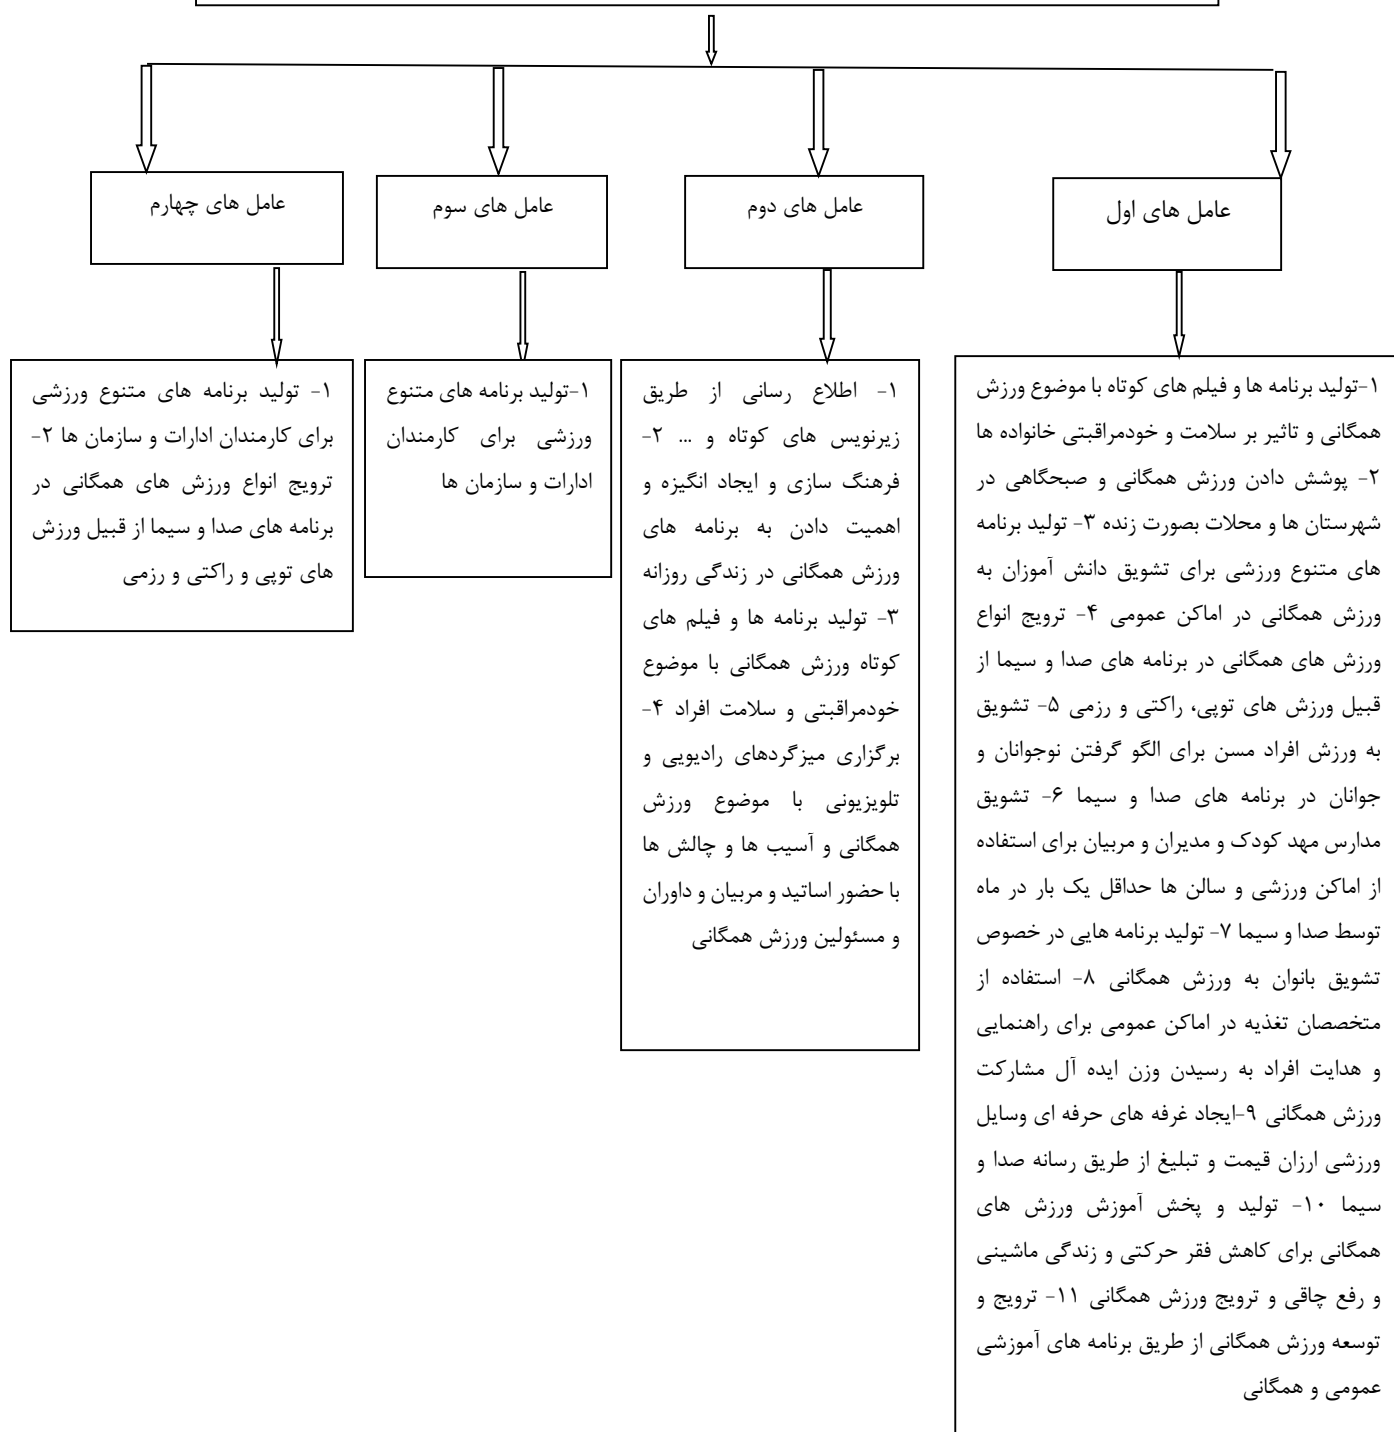 عامل های اول
عامل های دوم
عامل های سوم
عامل های چهارم
۱-تولید برنامه ها و فیلم های کوتاه با موضوع ورزش
همگانی و تاثیر بر سلامت و خودمراقبتی خانواده ها
۲- پوشش دادن ورزش همگانی و صبحگاهی در
شهرستان ها و محلات بصورت زنده ۳- تولید برنامه
های متنوع ورزشی برای تشویق دانش آموزان به
ورزش همگانی در اماکن عمومی ۴- ترویج انواع
ورزش های همگانی در برنامه های صدا و سیما از
قبیل ورزش های توپی، راکتی و رزمی ۵- تشویق
به ورزش افراد مسن برای الگو گرفتن نوجوانان و
جوانان در برنامه های صدا و سیما ۶- تشویق
مدارس مهد کودک و مدیران و مربیان برای استفاده
از اماکن ورزشی و سالن ها حداقل یک بار در ماه
توسط صدا و سیما ۷- تولید برنامه هایی در خصوص
تشویق بانوان به ورزش همگانی ۸- استفاده از
متخصصان تغذیه در اماکن عمومی برای راهنمایی
و هدایت افراد به رسیدن وزن ایده آل مشارکت
ورزش همگانی ۹-ایجاد غرفه های حرفه ای وسایل
ورزشی ارزان قیمت و تبلیغ از طریق رسانه صدا و
سیما ۱۰- تولید و پخش آموزش ورزش های
همگانی برای کاهش فقر حرکتی و زندگی ماشینی
و رفع چاقی و ترویج ورزش همگانی ۱۱- ترویج و
توسعه ورزش همگانی از طریق برنامه های آموزشی
عمومی و همگانی
۱- اطلاع رسانی از طریق
زیرنویس های کوتاه و ... ۲-
فرهنگ سازی و ایجاد انگیزه و
اهمیت دادن به برنامه های
ورزش همگانی در زندگی روزانه
۳- تولید برنامه ها و فیلم های
کوتاه ورزش همگانی با موضوع
خودمراقبتی و سلامت افراد ۴-
برگزاری میزگردهای رادیویی و
تلویزیونی با موضوع ورزش
همگانی و آسیب ها و چالش ها
با حضور اساتید و مربیان و داوران
و مسئولین ورزش همگانی
۱-تولید برنامه های متنوع
ورزشی برای کارمندان
ادارات و سازمان ها
۱- تولید برنامه های متنوع ورزشی
برای کارمندان ادارات و سازمان ها ۲-
ترویج انواع ورزش های همگانی در
برنامه های صدا و سیما از قبیل ورزش
های توپی و راکتی و رزمی